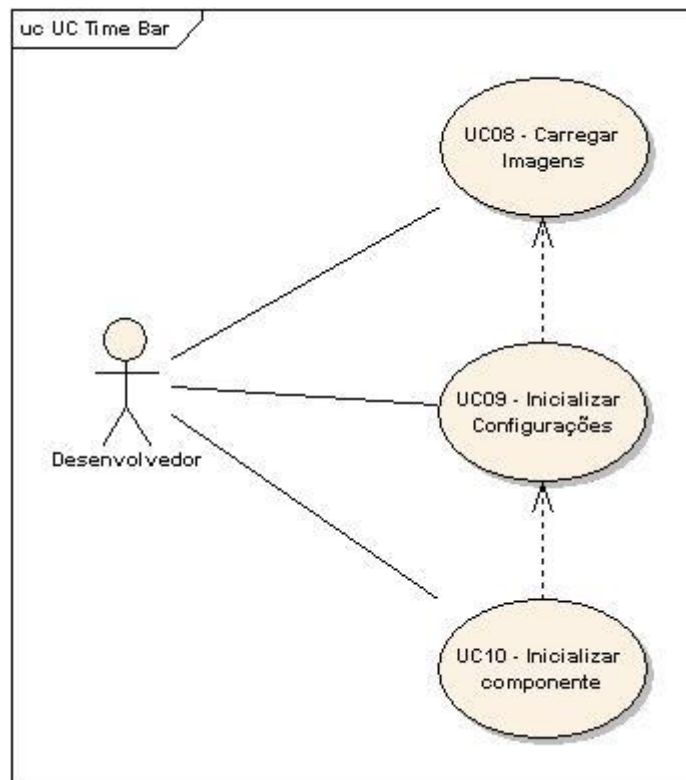 uc UC Time Bar
UC08 - Carregar
Imagens
UC09 - Inicializar
Configurações
Desenvolvedor
UC10 - Inicializar
componente